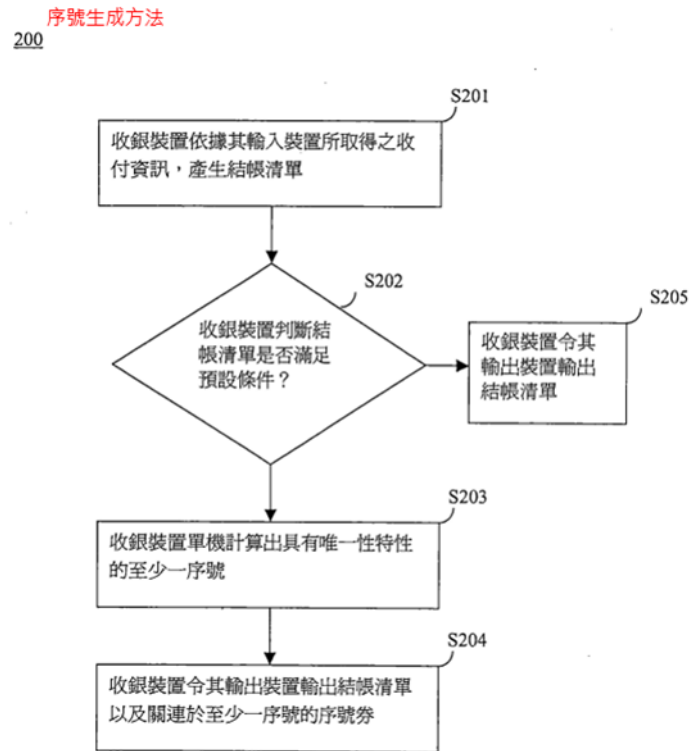 序號生成方法
200
S201
收銀裝置依據其輸入裝置所取得之收
付資訊，產生結帳清單
S202
收銀裝置判斷結
帳清單是否滿足
預設條件？
S205
收銀裝置令其
輸出裝置輸出
結帳清單
S203
收銀裝置單機計算出具有唯一性特性
的至少一序號
S204
收銀裝置令其輸出裝置輸出結帳清單
以及關連於至少一序號的序號券